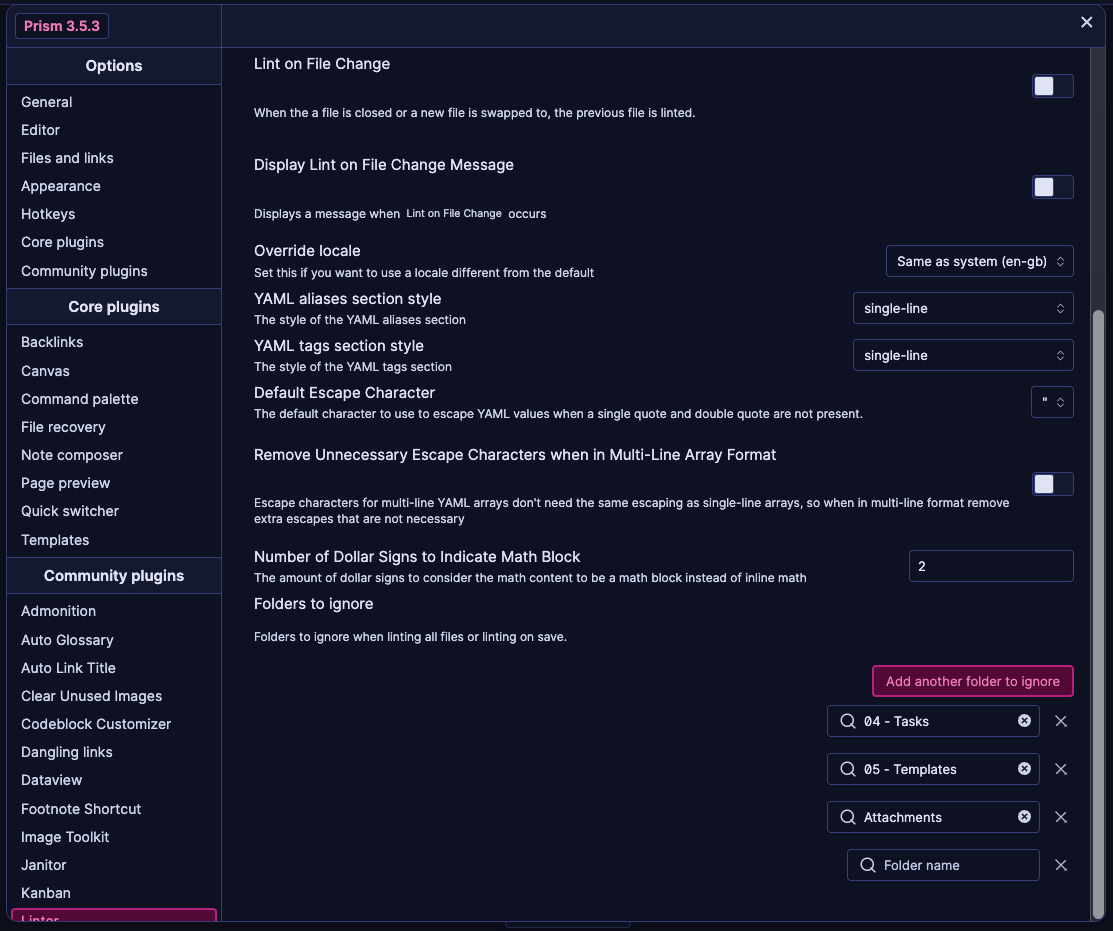 Prism 3.5.3
Options
General
Editor
Files and links
Appearance
Hotkeys
Core plugins
Community plugins
Core plugins
Backlinks
Canvas
Command palette
File recovery
Note composer
Page preview
Quick switcher
Templates
Community plugins
Admonition
Auto Glossary
Auto Link Title
Clear Unused Images
Codeblock Customizer
Dangling links
Dataview
Footnote Shortcut
Image Toolkit
Janitor
Kanban
Linter
Lint on File Change
When the a file is closed or a new file is swapped to, the previous file is linted.
Display Lint on File Change Message
Displays a message when Lint on File Change occurs
Override locale
Set this if you want to use a locale different from the default
Same as system (en-gb)
YAML aliases section style
The style of the YAML aliases section
single-line
YAML tags section style
The style of the YAML tags section
single-line
Default Escape Character
The default character to use to escape YAML values when a single quote and double quote are not present.
"
Remove Unnecessary Escape Characters when in Multi-Line Array Format
Escape characters for multi-line YAML arrays don't need the same escaping as single-line arrays, so when in multi-line format remove
extra escapes that are not necessary
Number of Dollar Signs to Indicate Math Block
The amount of dollar signs to consider the math content to be a math block instead of inline math
2
Folders to ignore
Folders to ignore when linting all files or linting on save.
Add another folder to ignore
04 - Tasks
05 - Templates
Attachments
Folder name